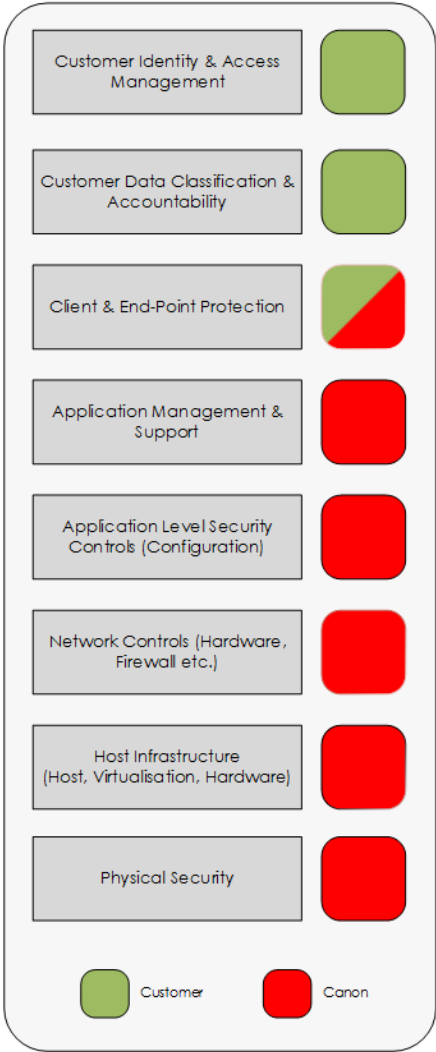 Customer Identity & Access
Management
Customer Data Classification &
Accountability
Client & End-Point Protection
Application Management &
Support
Application Level Security
Controls (Configuration)
Network Controls (Hardware,
Firewall etc.)
Host Infrastructure
(Host, Virtualisation, Hardware)
Physical Security
Customer
Canon